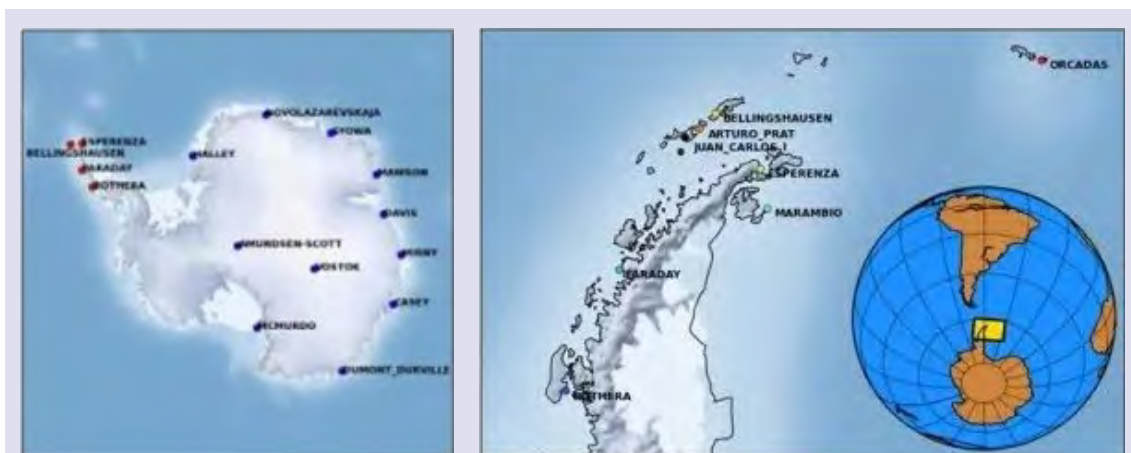 NOVOLAZAREVSKAJA
SYOWA
ESPERENZA
BELLINGSHAUSEN
HALLEY
FARADAY
MAWSON
ROTHERA
DAVIS
AMUNDSEN-SCOTT
MIRNY
VOSTOK
CASEY
MCMURDO
DUMONT_DURVILLE
ORCADAS
BELLINGSHAUSEN
ARTURO_PRAT
JUAN_CARLOS_I
ESPERENZA
MARAMBIO
FARADAY
ROTHERA